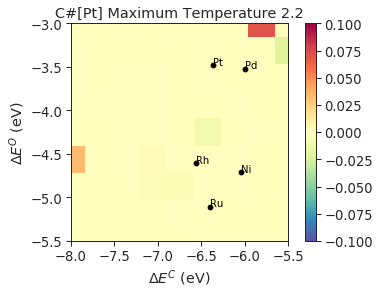 C#[Pt] Maximum Temperature 2.2
−3.0
−3.5
−4.0
−4.5
−5.0
−5.5
ΔE^O (eV)
Pt
Pd
Rh
Ni
Ru
−8.0 −7.5 −7.0 −6.5 −6.0 −5.5
ΔE^C (eV)
0.100
0.075
0.050
0.025
0.000
−0.025
−0.050
−0.075
−0.100